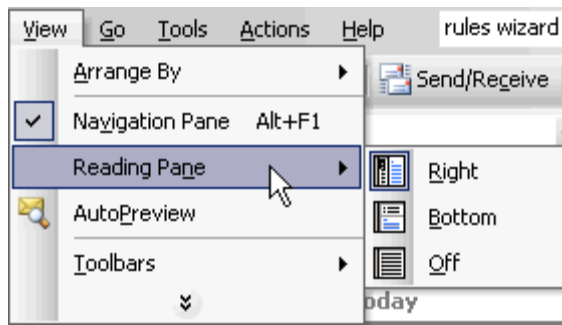 View Go Tools Actions Help rules wizard
Arrange By
Send/Receive
Navigation Pane Alt+F1
Reading Pane
Right
AutoPreview
Bottom
Toolbars
Off
oday